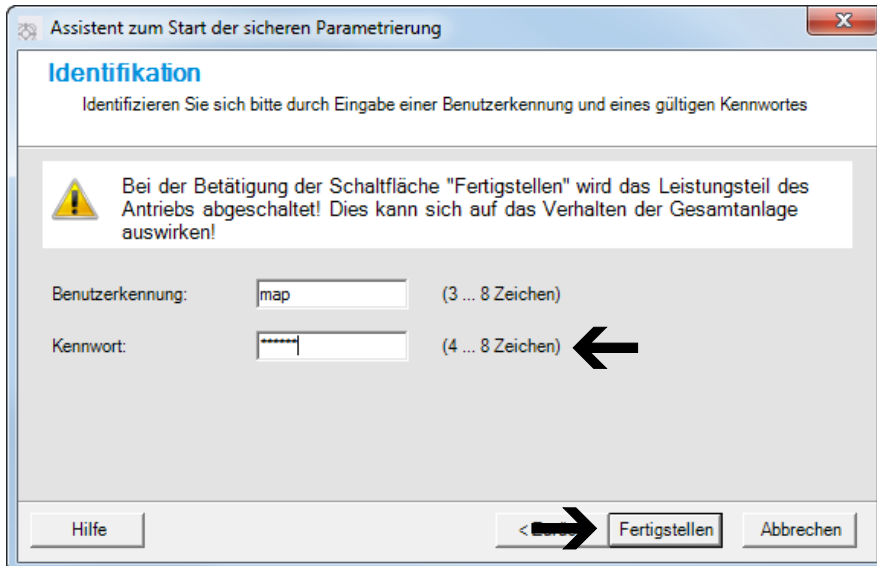 Assistent zum Start der sicheren Parametrierung
Identifikation
Identifizieren Sie sich bitte durch Eingabe einer Benutzerkennung und eines gültigen Kennwortes
Bei der Betätigung der Schaltfläche "Fertigstellen" wird das Leistungsteil des
Antriebs abgeschaltet! Dies kann sich auf das Verhalten der Gesamtanlage
auswirken!
Benutzerkennung: map (3 ... 8 Zeichen)
Kennwort: ****** (4 ... 8 Zeichen)
Hilfe < Fertigstellen Abbrechen